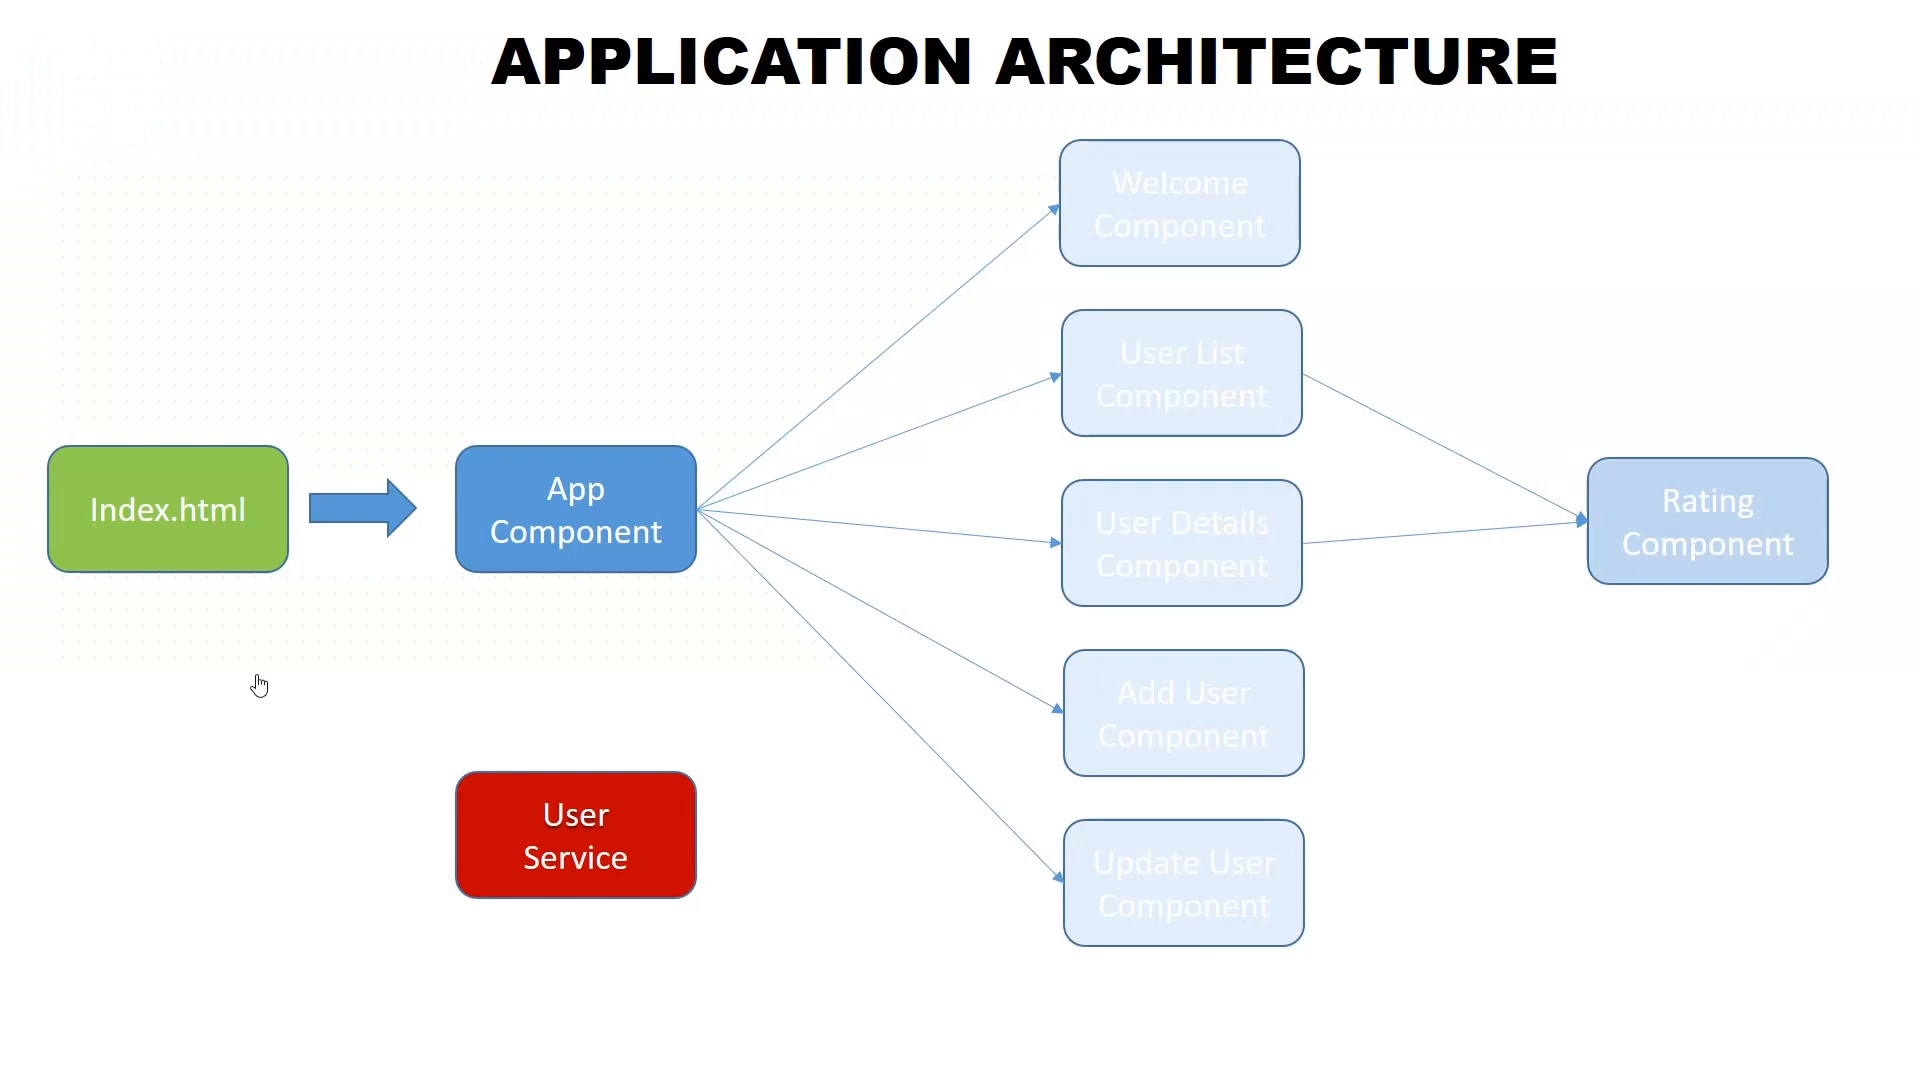 APPLICATION ARCHITECTURE
Welcome
Component
User List
Component
Index.html
App
Component
User Details
Component
Rating
Component
Add User
Component
User
Service
Update User
Component